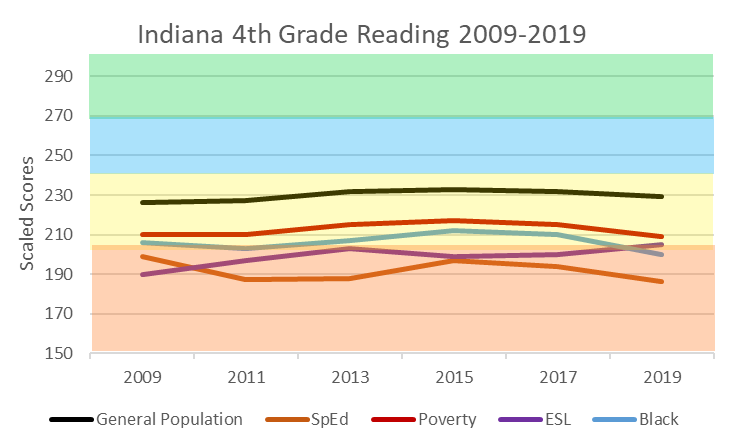 Indiana 4th Grade Reading 2009-2019
Scaled Scores
290
270
250
230
210
190
170
150
2009 2011 2013 2015 2017 2019
General Population SpEd Poverty ESL Black